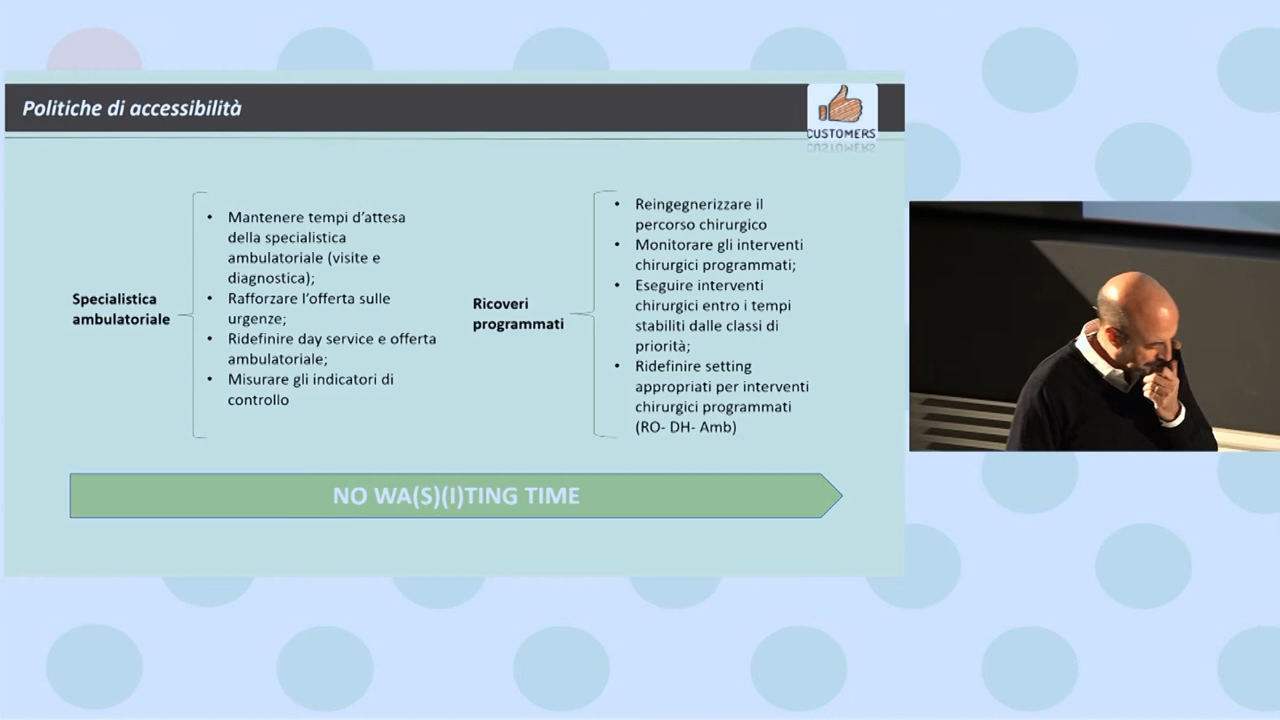 Politiche di accessibilità
CUSTOMERS
Specialistica
ambulatoriale
• Mantenere tempi d’attesa
della specialistica
ambulatoriale (visite e
diagnostica);
• Rafforzare l’offerta sulle
urgenze;
• Ridefinire day service e offerta
ambulatoriale;
• Misurare gli indicatori di
controllo
Ricoveri
programmati
• Reingegnerizzare il
percorso chirurgico
• Monitorare gli interventi
chirurgici programmati;
• Eseguire interventi
chirurgici entro i tempi
stabiliti dalle classi di
priorità;
• Ridefinire setting
appropriati per interventi
chirurgici programmati
(RO- DH- Amb)
NO WA(S)(I)TING TIME